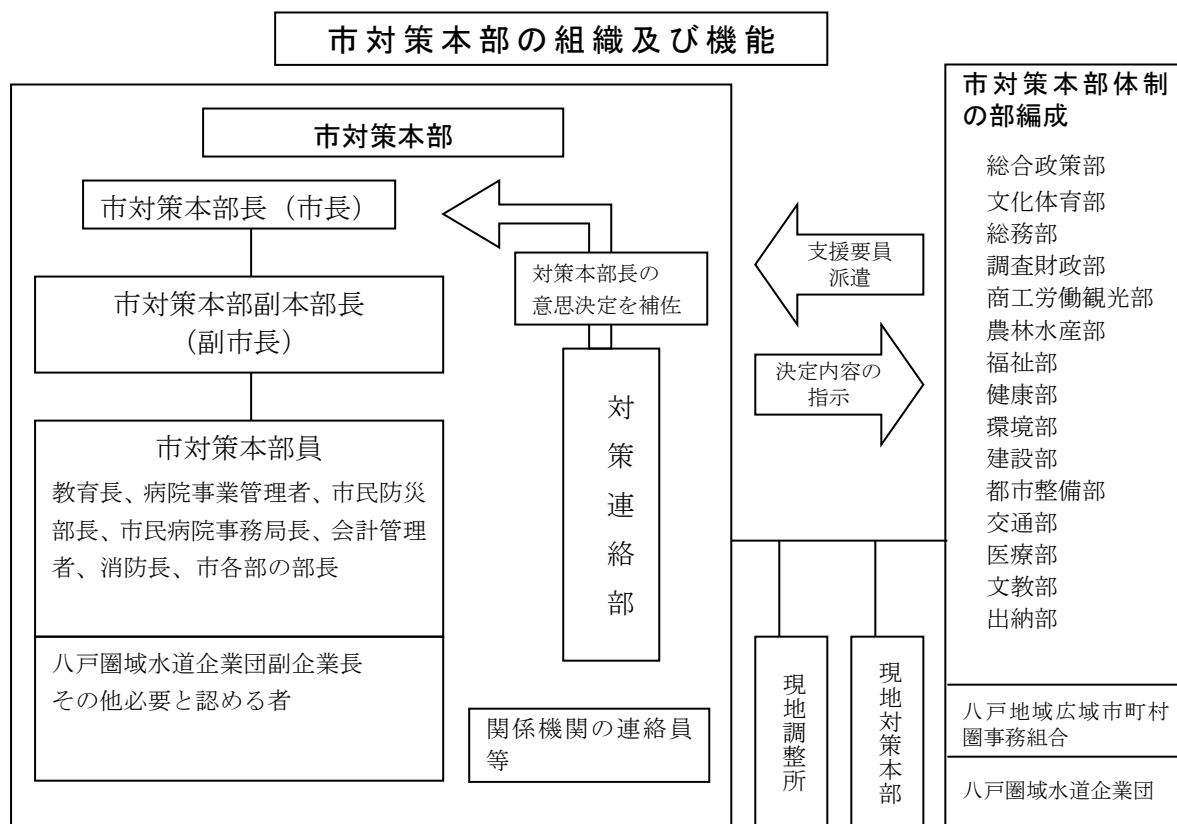 市対策本部の組織及び機能
市対策本部
市対策本部長（市長）
市対策本部副本部長
（副市長）
市対策本部員
教育長、病院事業管理者、市民防災
部長、市民病院事務局長、会計管理
者、消防長、市各部の部長
八戸圏域水道企業団副企業長
その他必要と認める者
対策本部長の
意思決定を補佐
対策連絡部
関係機関の連絡員
等
支援要員
派遣
決定内容の
指示
現地調整所
現地対策本部
市対策本部体制
の部編成
総合政策部
文化体育部
総務部
調査財政部
商工労働観光部
農林水産部
福祉部
健康部
環境部
建設部
都市整備部
交通部
医療部
文教部
出納部
八戸地域広域市町村
圏事務組合
八戸圏域水道企業団